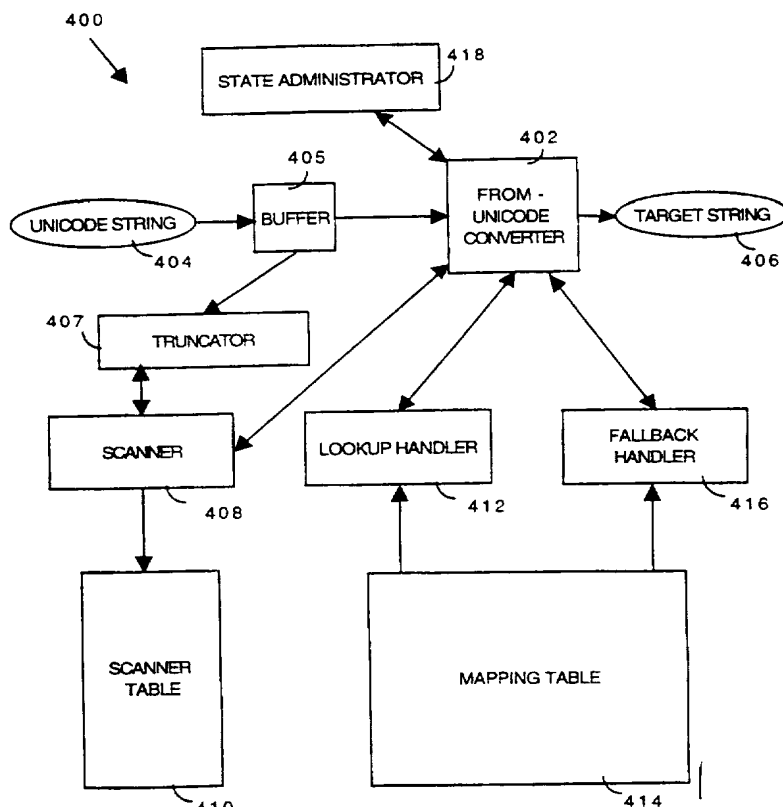 400
STATE ADMINISTRATOR
418
402
405
FROM -
UNICODE
CONVERTER
UNICODE STRING
404
BUFFER
TARGET STRING
406
407
TRUNCATOR
SCANNER
408
LOOKUP HANDLER
412
FALLBACK
HANDLER
416
SCANNER
TABLE
410
MAPPING TABLE
414